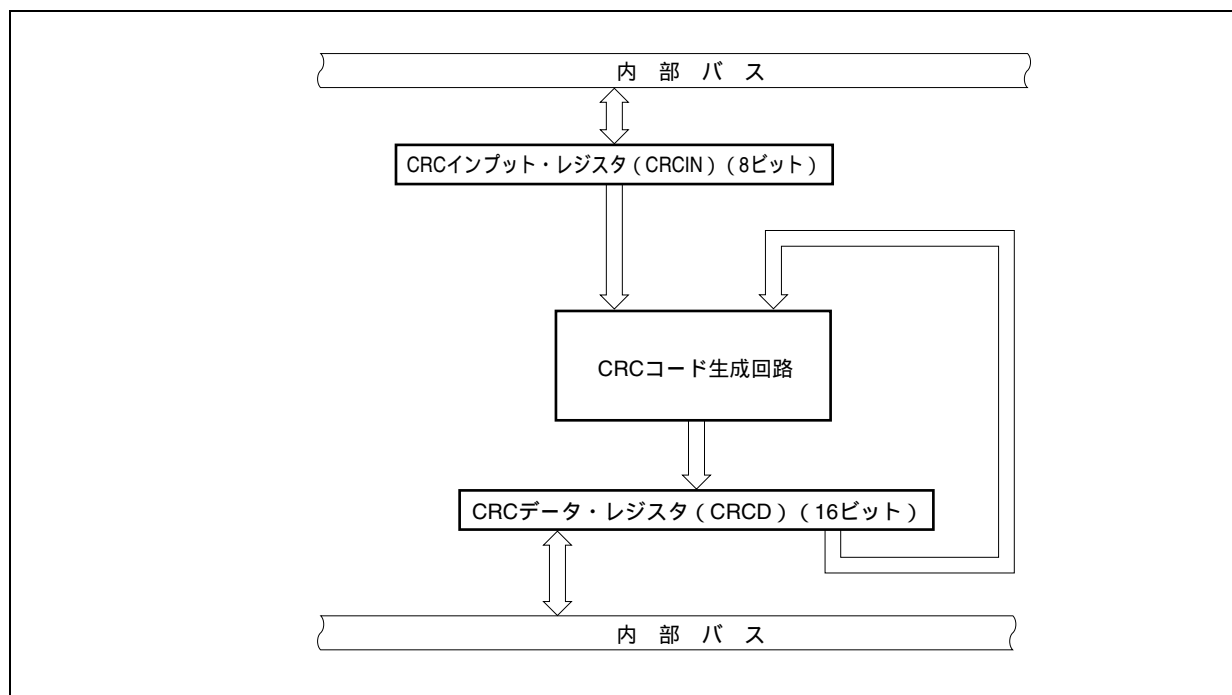 内 部 バ ス
CRCインプット・レジスタ（CRCIN）（8ビット）
CRCコード生成回路
CRCデータ・レジスタ（CRCD）（16ビット）
内 部 バ ス